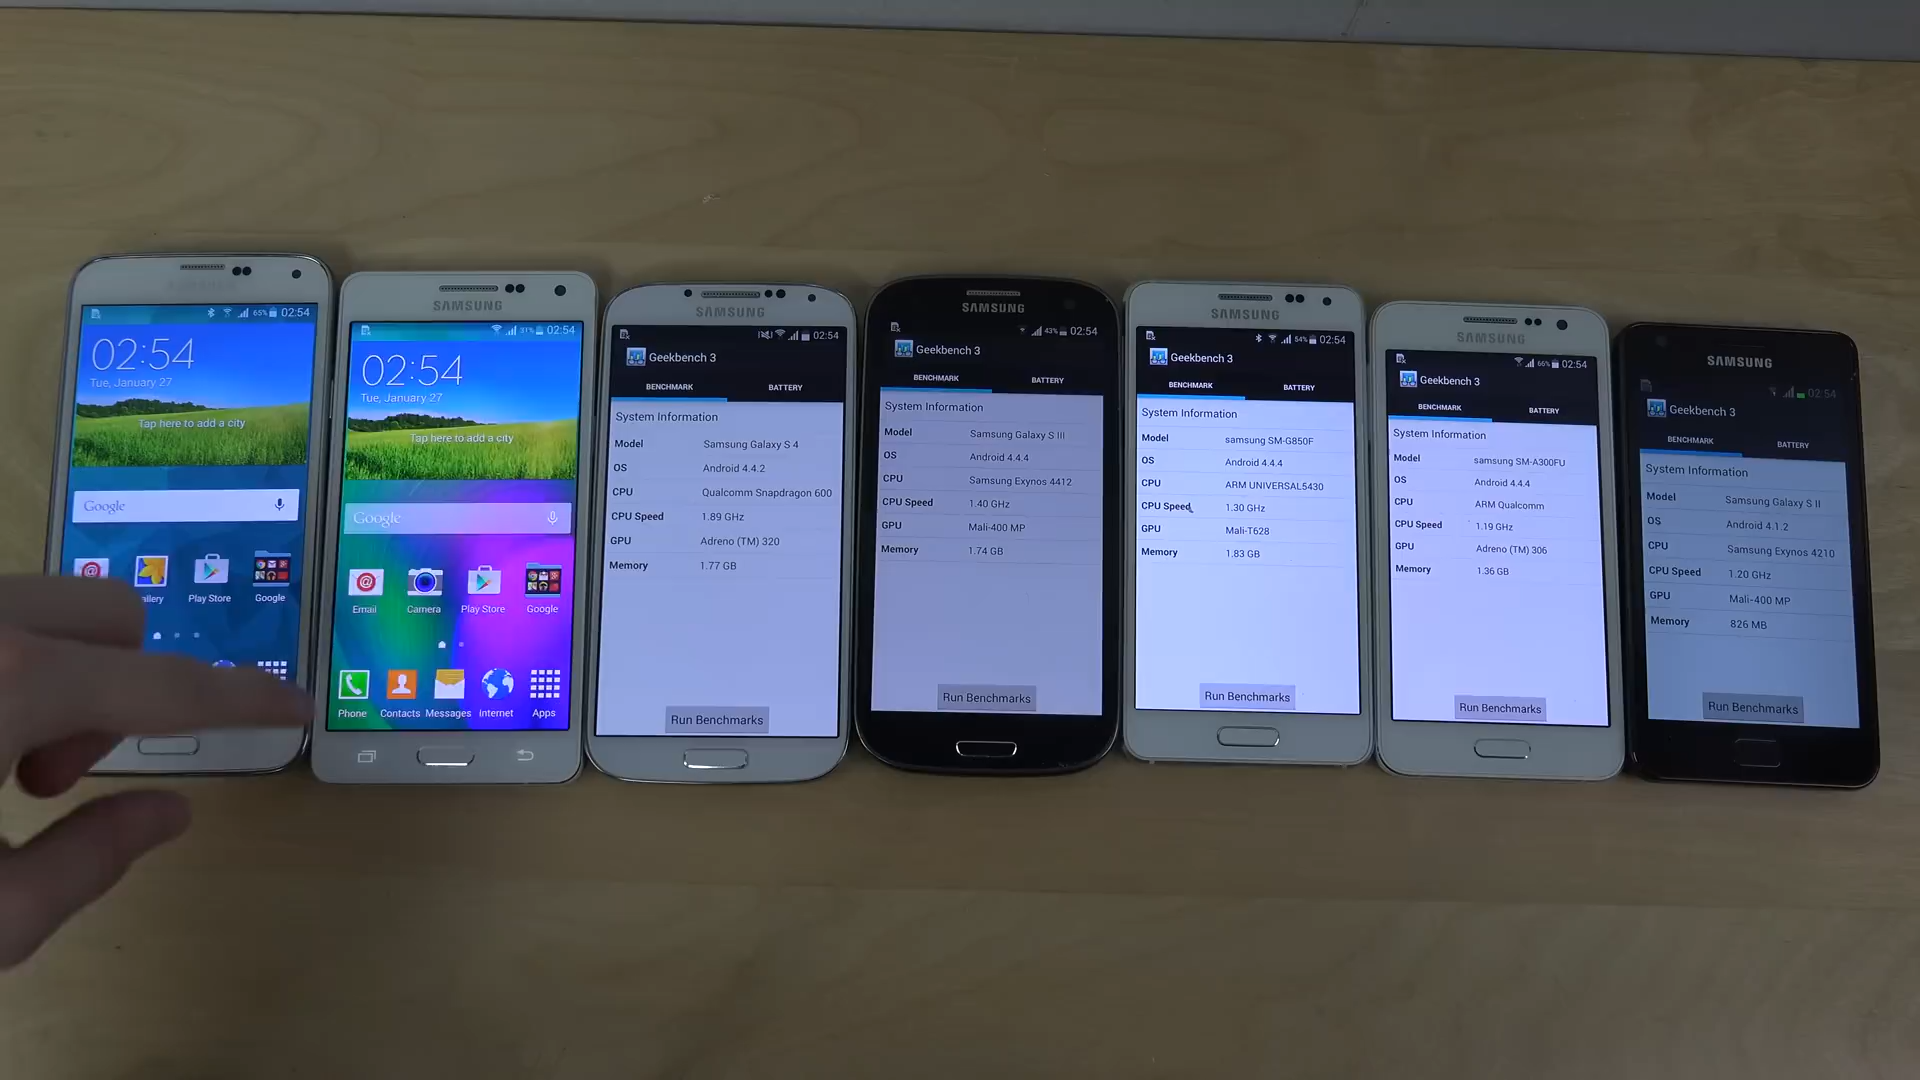 65% 02:54
02:54
Tue, January 27
Tap here to add a city
Google
Play Store
Google
SAMSUNG
31% 02:54
02:54
Tue, January 27
Tap here to add a city
Google
Email
Camera
Play Store
Google
Phone
Contacts
Messages
Internet
Apps
SAMSUNG
02:54
Geekbench 3
BENCHMARK
BATTERY
System Information
Model Samsung Galaxy S 4
OS Android 4.4.2
CPU Qualcomm Snapdragon 600
CPU Speed 1.89 GHz
GPU Adreno (TM) 320
Memory 1.77 GB
Run Benchmarks
SAMSUNG
43% 02:54
Geekbench 3
BENCHMARK
BATTERY
System Information
Model Samsung Galaxy S III
OS Android 4.4.4
CPU Samsung Exynos 4412
CPU Speed 1.40 GHz
GPU Mali-400 MP
Memory 1.74 GB
Run Benchmarks
SAMSUNG
54% 02:54
Geekbench 3
BENCHMARK
BATTERY
System Information
Model samsung SM-G850F
OS Android 4.4.4
CPU ARM UNIVERSAL5430
CPU Speed 1.30 GHz
GPU Mali-T628
Memory 1.83 GB
Run Benchmarks
SAMSUNG
66% 02:54
Geekbench 3
BENCHMARK
BATTERY
System Information
Model samsung SM-A300FU
OS Android 4.4.4
CPU ARM Qualcomm
CPU Speed 1.19 GHz
GPU Adreno (TM) 306
Memory 1.36 GB
Run Benchmarks
SAMSUNG
02:54
Geekbench 3
BENCHMARK
BATTERY
System Information
Model Samsung Galaxy S II
OS Android 4.1.2
CPU Samsung Exynos 4210
CPU Speed 1.20 GHz
GPU Mali-400 MP
Memory 826 MB
Run Benchmarks